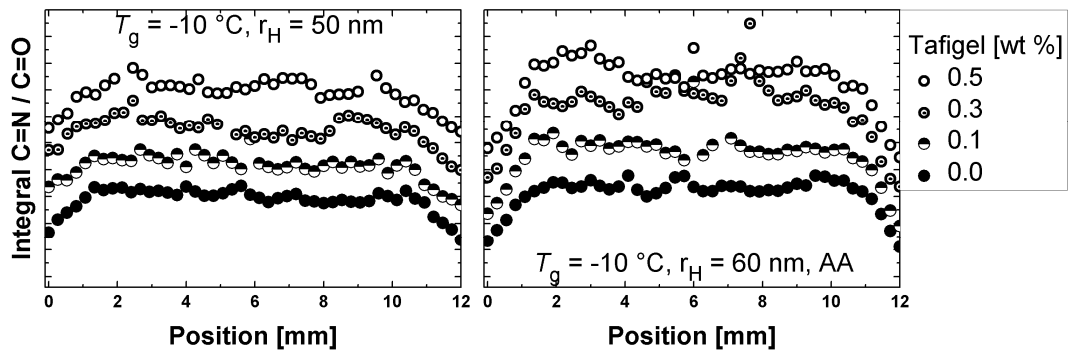 Tg = -10 °C, rH = 50 nm
Tafigel [wt %]
0.5
0.3
0.1
0.0
Integral C=N / C=O
Tg = -10 °C, rH = 60 nm, AA
0 2 4 6 8 10 12
0 2 4 6 8 10 12
Position [mm]
Position [mm]